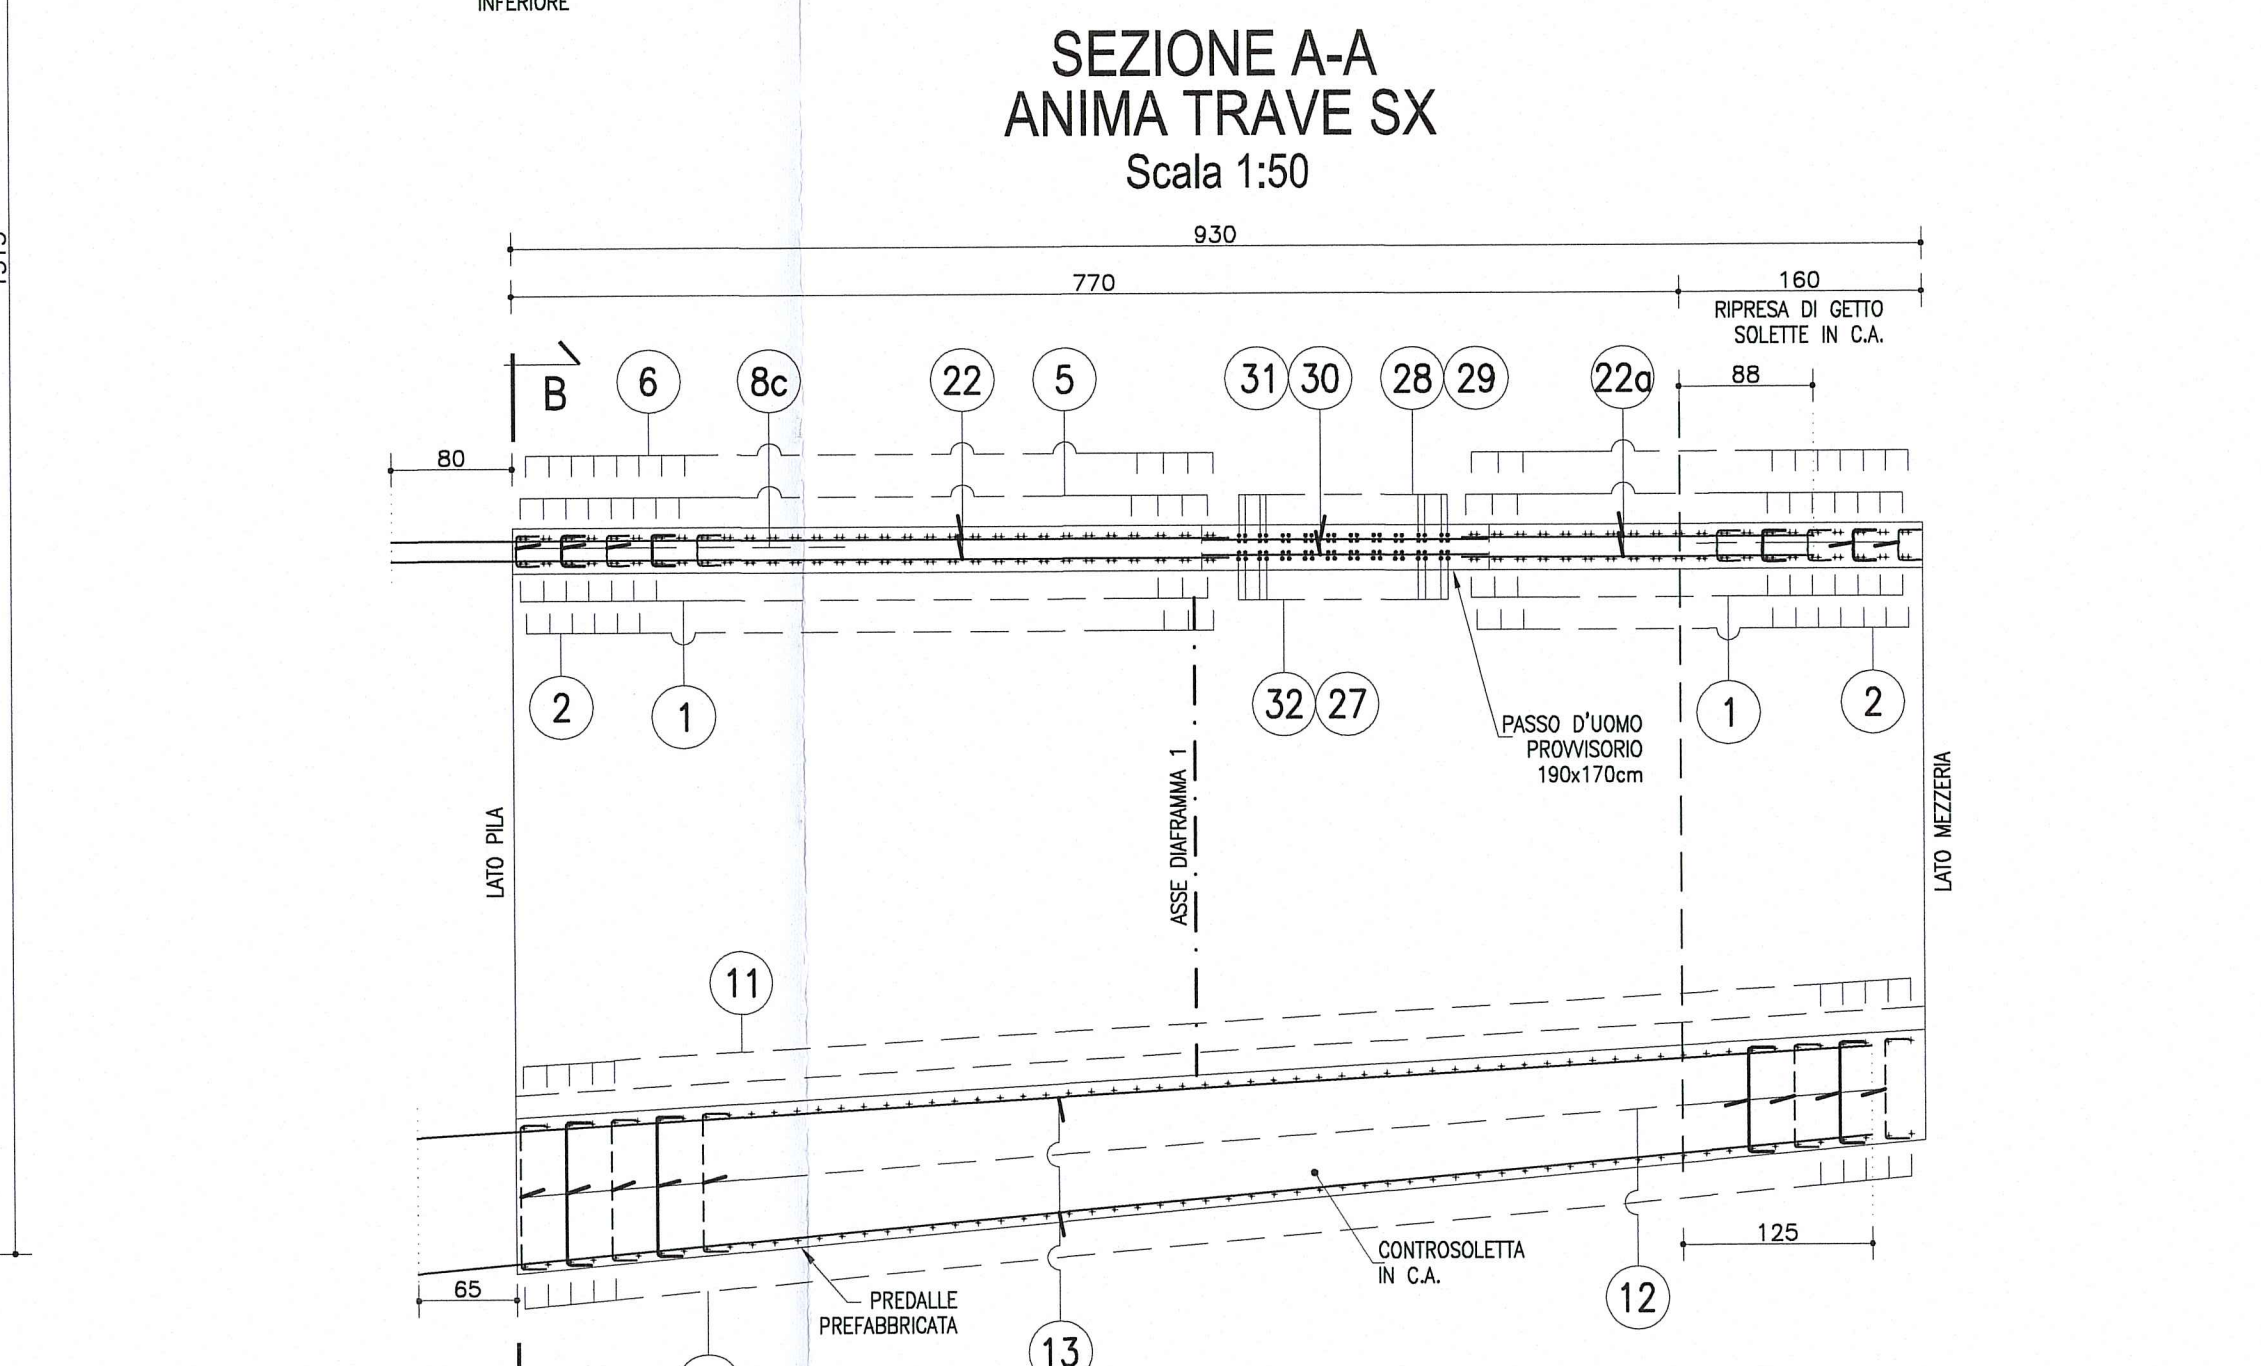 INFERIORE
SEZIONE A-A
ANIMA TRAVE SX
Scala 1:50
930
770
160
RIPRESA DI GETTO
SOLETTE IN C.A.
88
B
6
8c
22
5
31
30
28
29
22a
80
2
1
32
27
1
2
PASSO D'UOMO
PROVVISORIO
190x170cm
LATO PILA
ASSE DIAFRAMMA 1
LATO MEZZERIA
11
125
CONTROSOLETTA
IN C.A.
12
65
PREDALLE
PREFABBRICATA
13